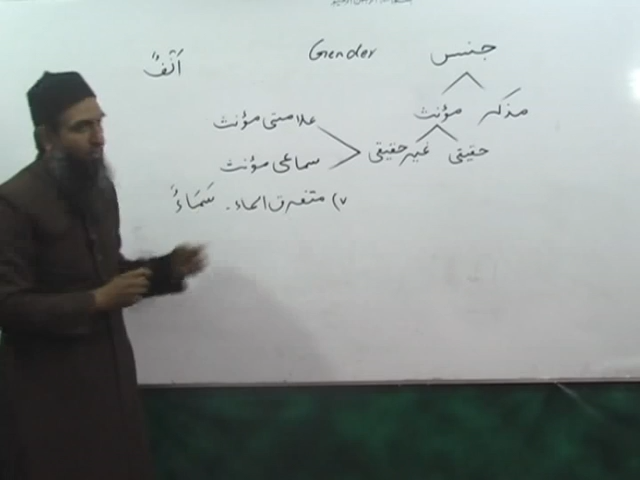 جنس Gender اَنْفٌ
مذکر مؤنث
علامتی مؤنث
حقیقی غیر حقیقی
سماعی مؤنث
۷) متفرق اسماء۔ سَمَاءٌ